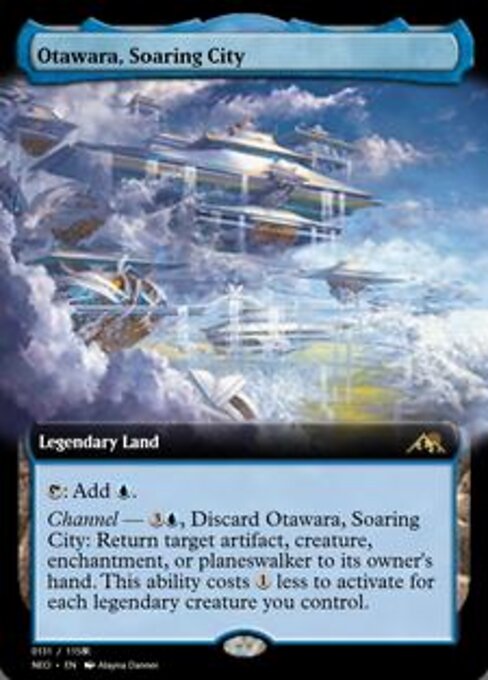 Otawara, Soaring City
Legendary Land
: Add .
Channel — 3, Discard Otawara, Soaring
City: Return target artifact, creature,
enchantment, or planeswalker to its owner's
hand. This ability costs 1 less to activate for
each legendary creature you control.
NEO • EN Alayna Danner